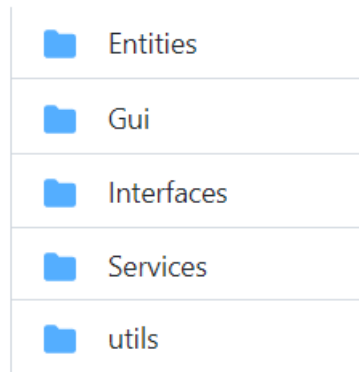 Entities
Gui
Interfaces
Services
utils